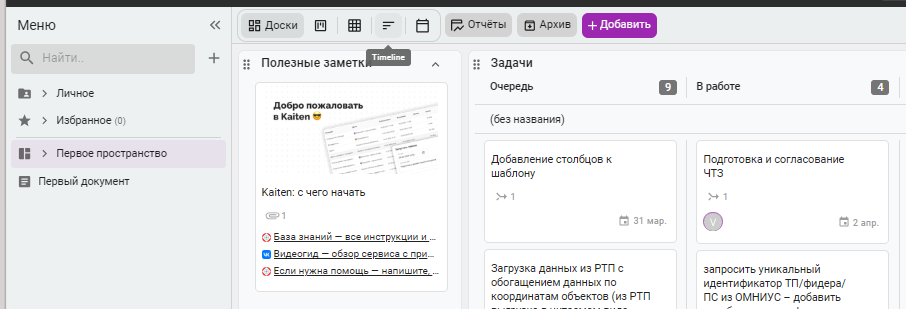 Меню
Найти..
Личное
Избранное (0)
Первое пространство
Первый документ
Доски
Отчёты
Архив
Добавить
Timeline
Полезные заметки
Добро пожаловать
в Kaiten 😎
Kaiten: с чего начать
1
База знаний — все инструкции и ...
Видеогид — обзор сервиса с при...
Если нужна помощь — напишите, ...
Задачи
Очередь 9
(без названия)
Добавление столбцов к
шаблону
1
31 мар.
Загрузка данных из РТП с
обогащением данных по
координатам объектов (из РТП
В работе 4
Подготовка и согласование
ЧТЗ
1
V
2 апр.
запросить уникальный
идентификатор ТП/фидера/
ПС из ОМНИУС – добавить